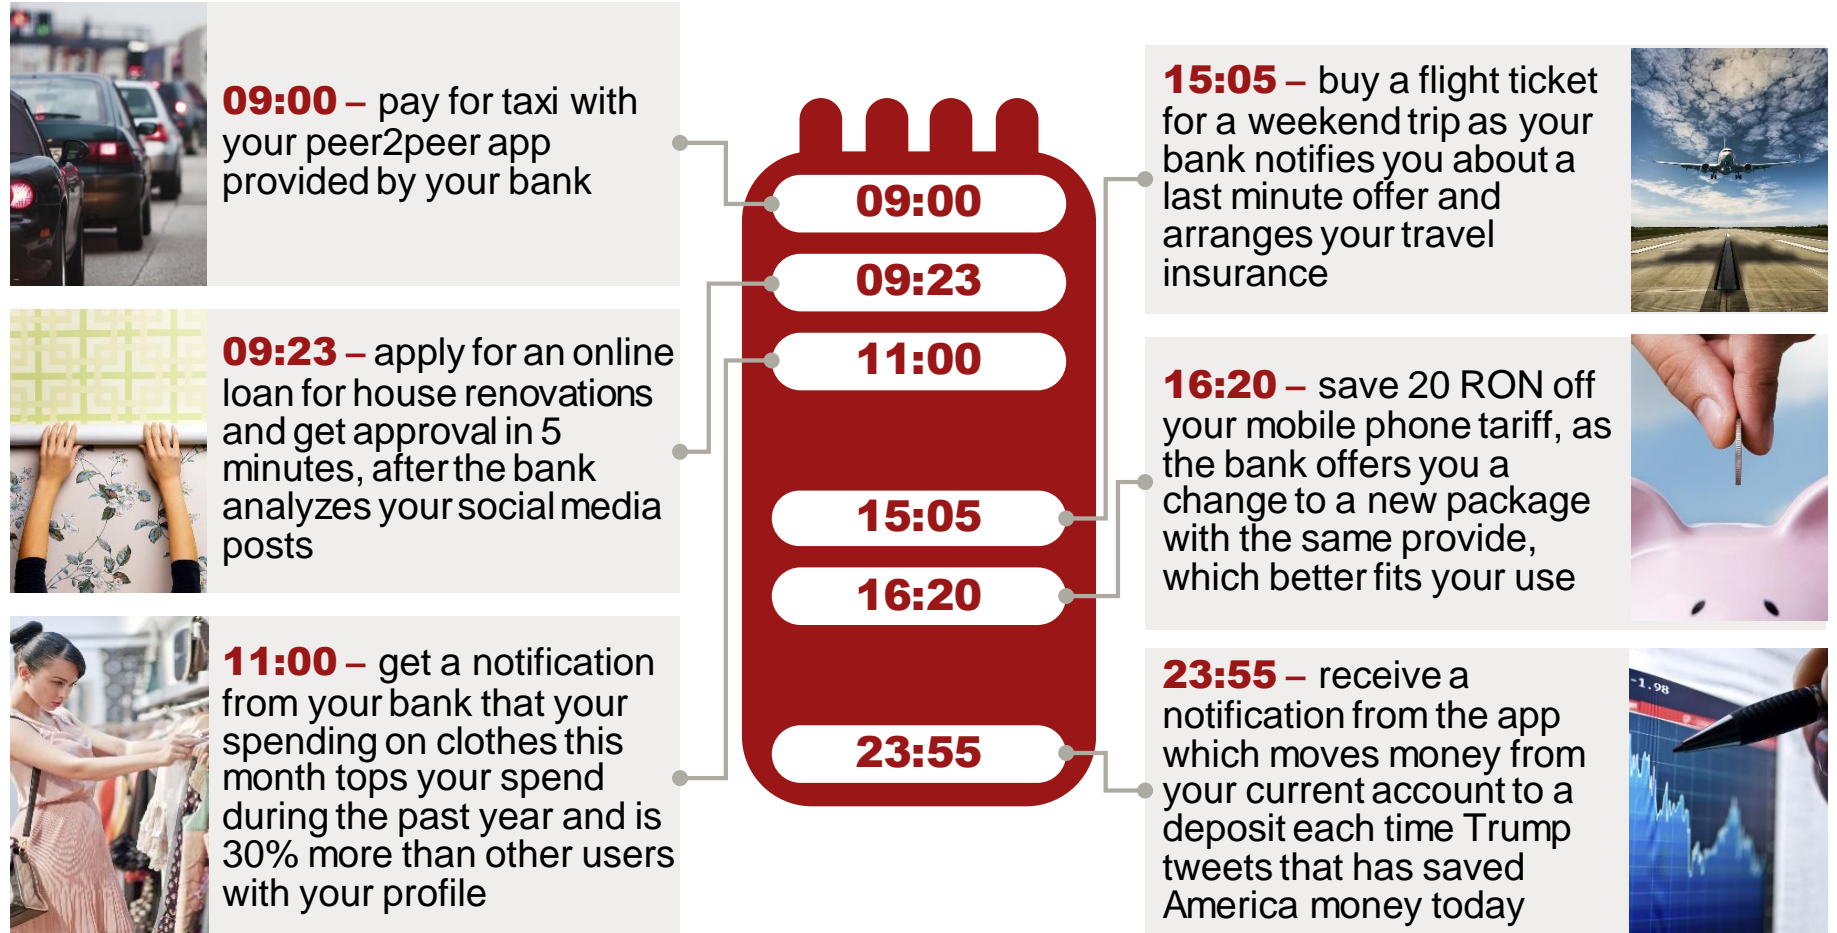 09:00 – pay for taxi with
your peer2peer app
provided by your bank
09:23 – apply for an online
loan for house renovations
and get approval in 5
minutes, after the bank
analyzes your social media
posts
11:00 – get a notification
from your bank that your
spending on clothes this
month tops your spend
during the past year and is
30% more than other users
with your profile
09:00
09:23
11:00
15:05
16:20
23:55
15:05 – buy a flight ticket
for a weekend trip as your
bank notifies you about a
last minute offer and
arranges your travel
insurance
16:20 – save 20 RON off
your mobile phone tariff, as
the bank offers you a
change to a new package
with the same provide,
which better fits your use
23:55 – receive a
notification from the app
which moves money from
your current account to a
deposit each time Trump
tweets that has saved
America money today
-1.98